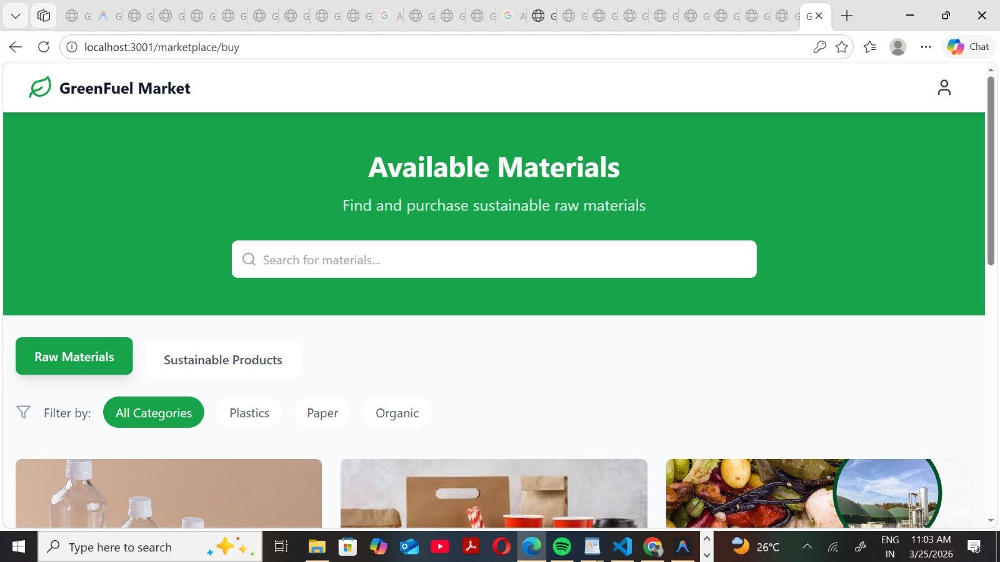 G G G G G G G G G G A G G G A G G G G G G G G G G
localhost:3001/marketplace/buy
Chat
GreenFuel Market
Available Materials
Find and purchase sustainable raw materials
Search for materials...
Raw Materials
Sustainable Products
Filter by:
All Categories
Plastics
Paper
Organic
Type here to search
26°C
ENG
IN
11:03 AM
3/25/2026